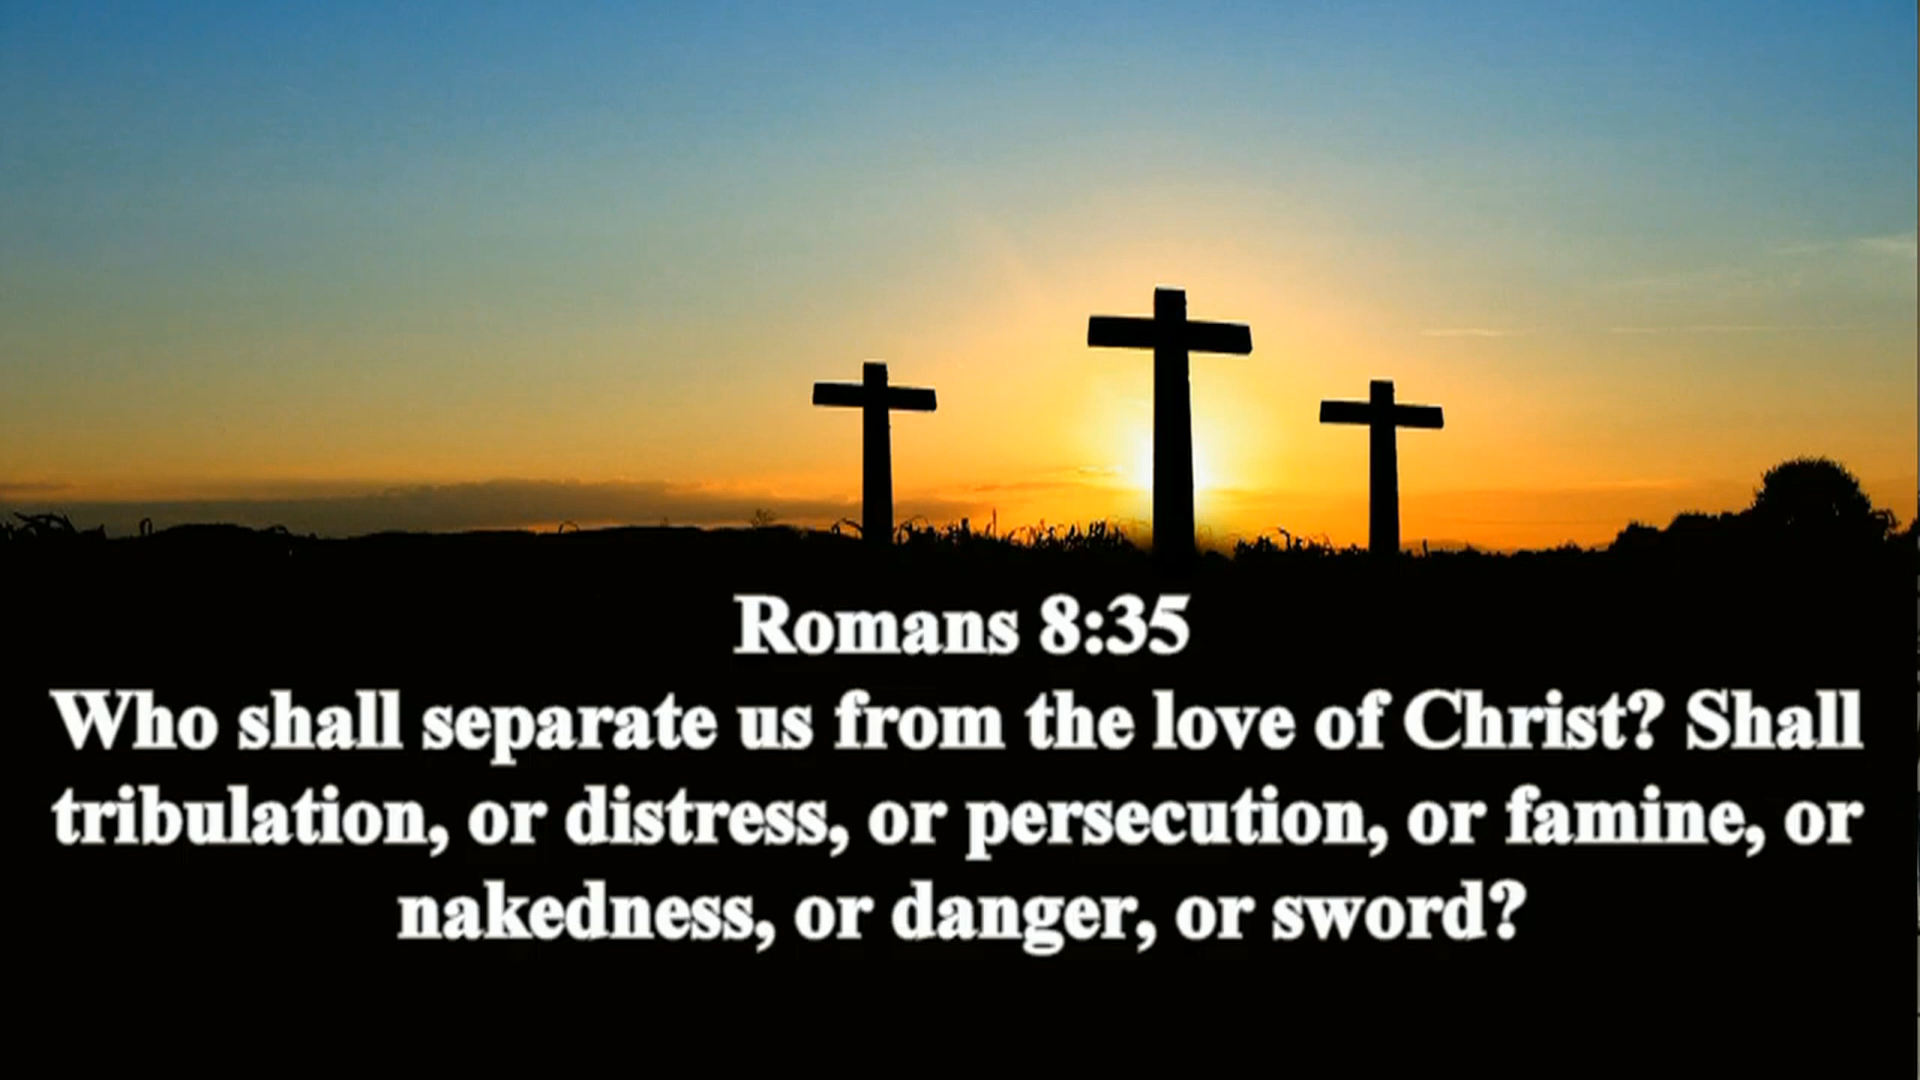 Romans 8:35
Who shall separate us from the love of Christ? Shall
tribulation, or distress, or persecution, or famine, or
nakedness, or danger, or sword?